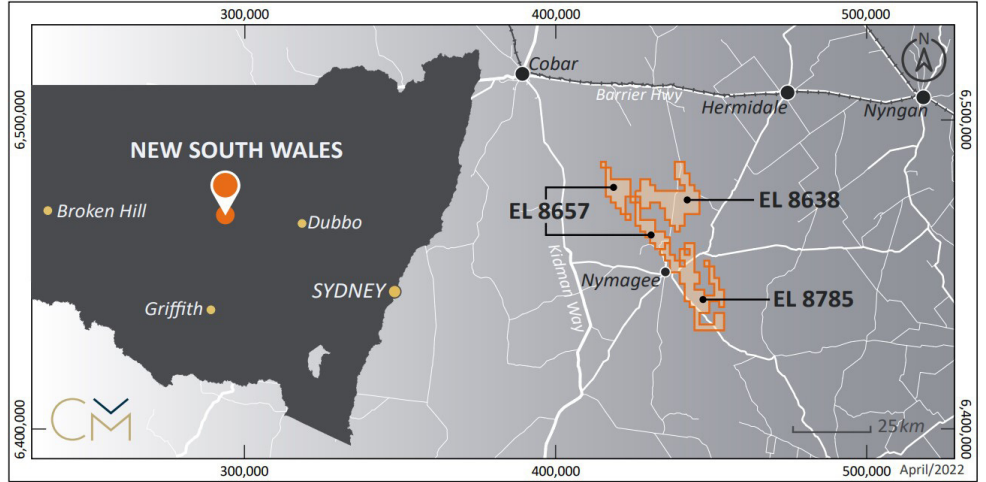 300,000
400,000
500,000
6,500,000
6,500,000
N
Cobar
Barrier Hwy
Hermidale
Nyngan
NEW SOUTH WALES
Broken Hill
Dubbo
SYDNEY
Griffith
EL 8657
EL 8638
Kidman Way
Nymagee
EL 8785
CM
25km
6,400,000
6,400,000
300,000
400,000
500,000
April/2022